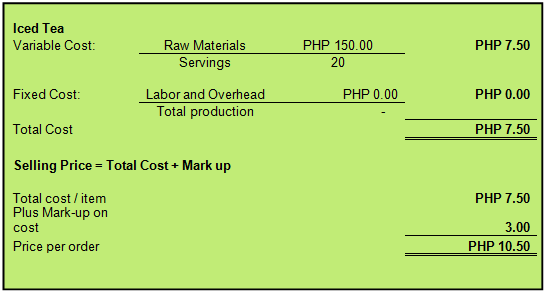 Iced Tea
Variable Cost: Raw Materials PHP 150.00 PHP 7.50
Servings 20
Fixed Cost: Labor and Overhead PHP 0.00 PHP 0.00
Total production -
Total Cost PHP 7.50
Selling Price = Total Cost + Mark up
Total cost / item PHP 7.50
Plus Mark-up on
cost 3.00
Price per order PHP 10.50